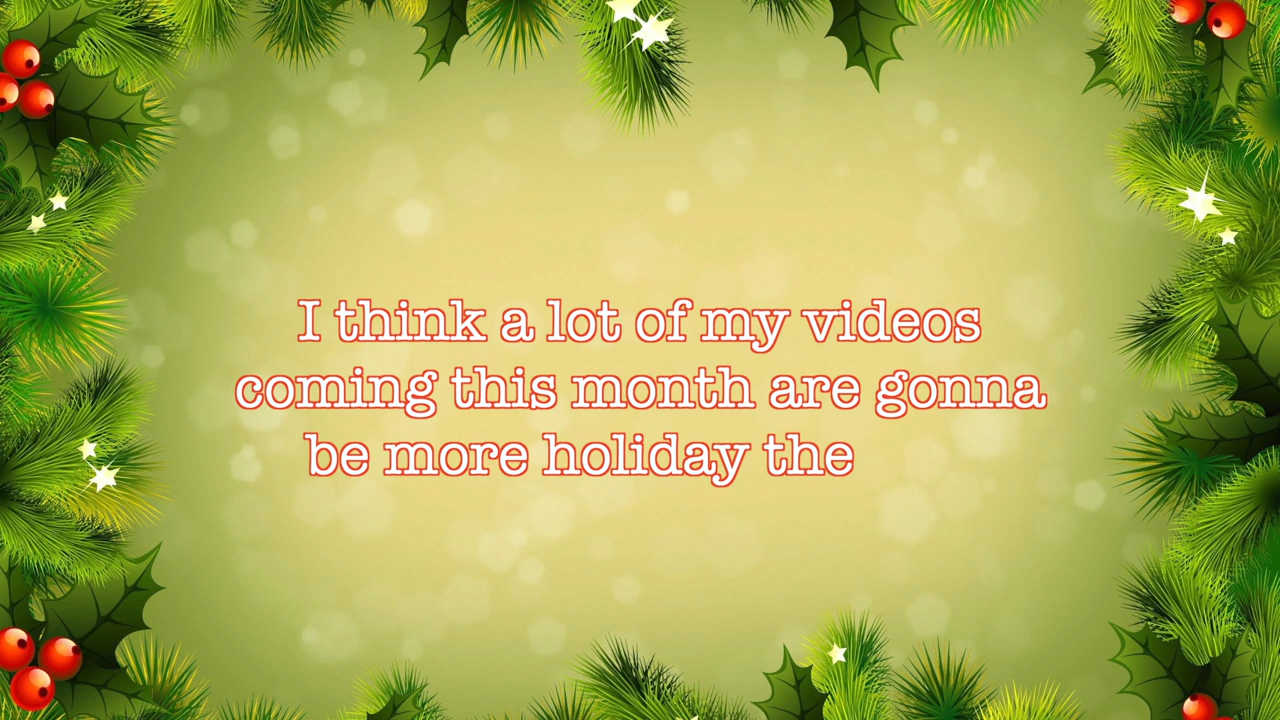 I think a lot of my videos
coming this month are gonna
be more holiday the